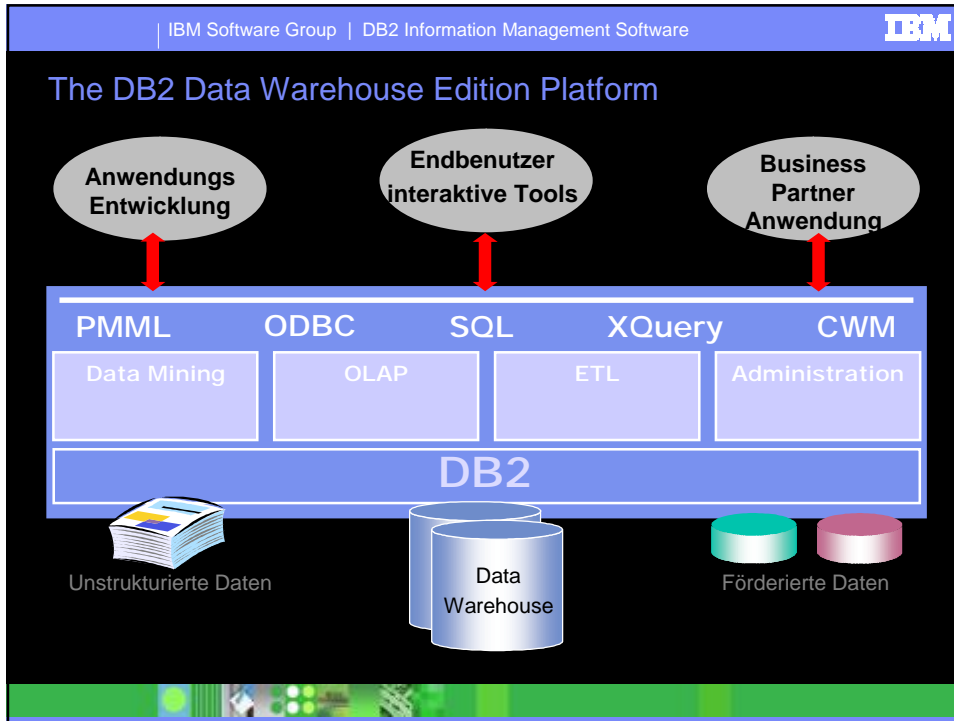 IBM Software Group | DB2 Information Management Software
IBM
The DB2 Data Warehouse Edition Platform
Anwendungs
Entwicklung
Endbenutzer
interaktive Tools
Business
Partner
Anwendung
PMML ODBC SQL XQuery CWM
Data Mining OLAP ETL Administration
DB2
Unstrukturierte Daten
Data
Warehouse
Förderierte Daten